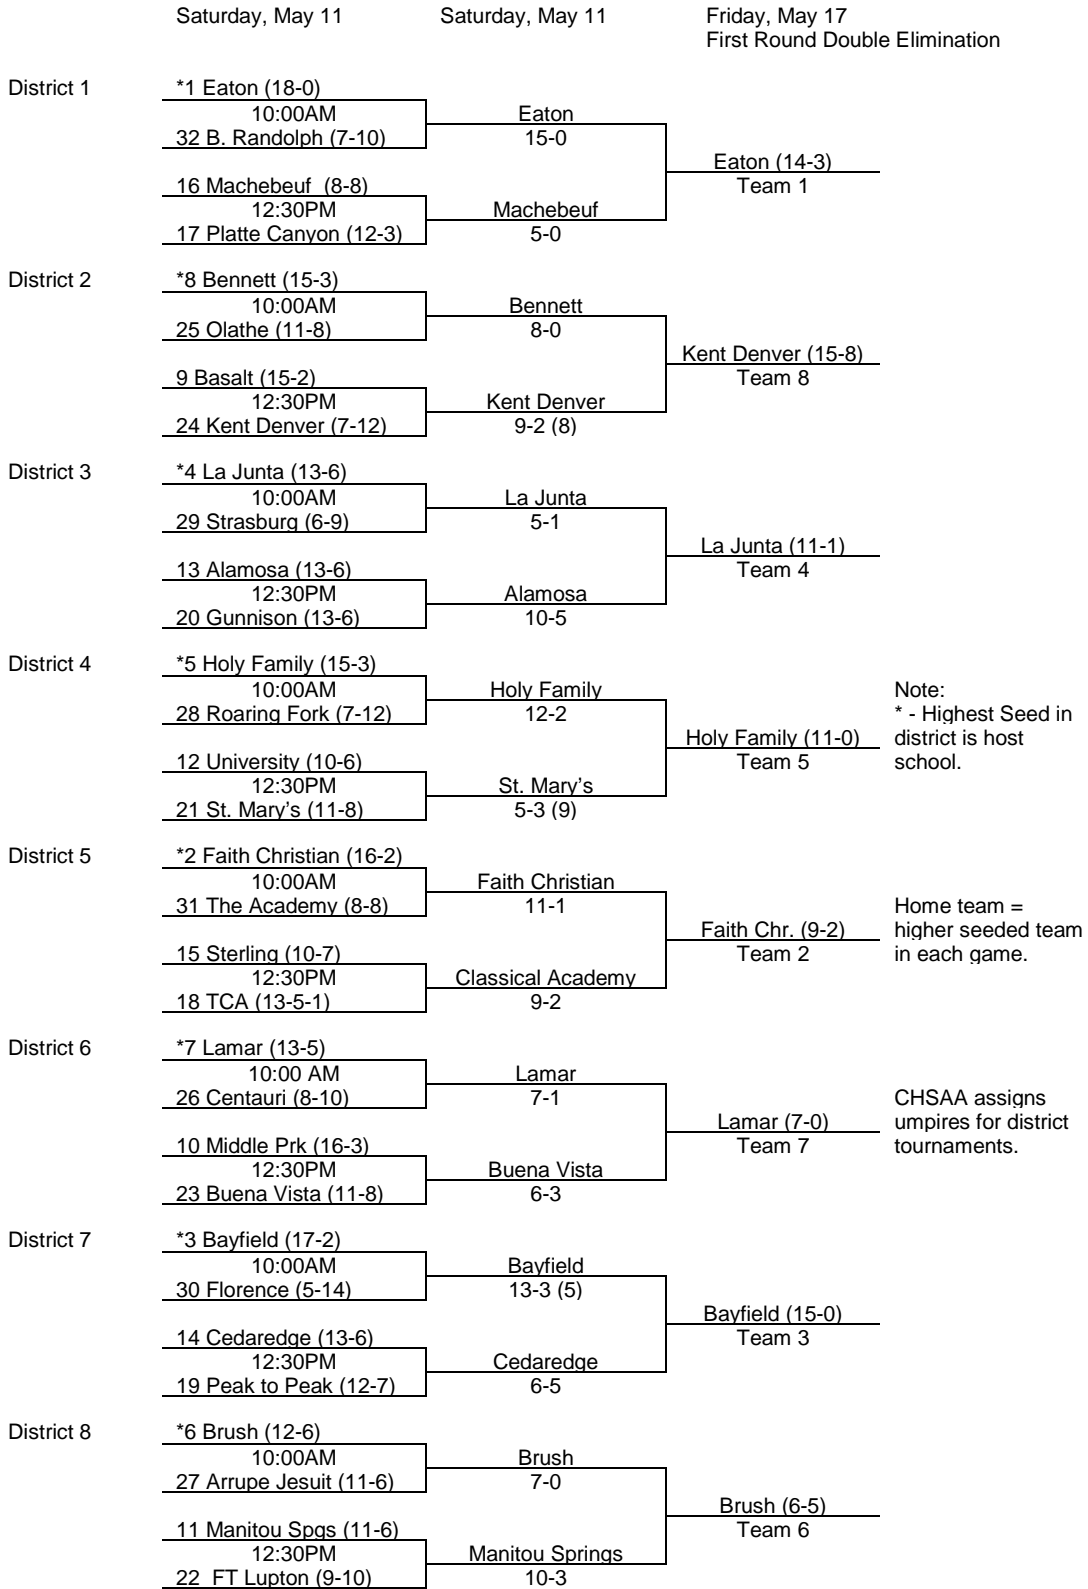 Saturday, May 11 Saturday, May 11 Friday, May 17
First Round Double Elimination
District 1 *1 Eaton (18-0)
10:00AM Eaton
32 B. Randolph (7-10) 15-0
Eaton (14-3)
16 Machebeuf (8-8) Team 1
12:30PM Machebeuf
17 Platte Canyon (12-3) 5-0
District 2 *8 Bennett (15-3)
10:00AM Bennett
25 Olathe (11-8) 8-0
Kent Denver (15-8)
9 Basalt (15-2) Team 8
12:30PM Kent Denver
24 Kent Denver (7-12) 9-2 (8)
District 3 *4 La Junta (13-6)
10:00AM La Junta
29 Strasburg (6-9) 5-1
La Junta (11-1)
13 Alamosa (13-6) Team 4
12:30PM Alamosa
20 Gunnison (13-6) 10-5
District 4 *5 Holy Family (15-3)
10:00AM Holy Family Note:
28 Roaring Fork (7-12) 12-2 * - Highest Seed in
Holy Family (11-0) district is host
12 University (10-6) Team 5 school.
12:30PM St. Mary’s
21 St. Mary’s (11-8) 5-3 (9)
District 5 *2 Faith Christian (16-2)
10:00AM Faith Christian
31 The Academy (8-8) 11-1 Home team =
Faith Chr. (9-2) higher seeded team
15 Sterling (10-7) Team 2 in each game.
12:30PM Classical Academy
18 TCA (13-5-1) 9-2
District 6 *7 Lamar (13-5)
10:00 AM Lamar
26 Centauri (8-10) 7-1 CHSAA assigns
Lamar (7-0) umpires for district
10 Middle Prk (16-3) Team 7 tournaments.
12:30PM Buena Vista
23 Buena Vista (11-8) 6-3
District 7 *3 Bayfield (17-2)
10:00AM Bayfield
30 Florence (5-14) 13-3 (5)
Bayfield (15-0)
14 Cedaredge (13-6) Team 3
12:30PM Cedaredge
19 Peak to Peak (12-7) 6-5
District 8 *6 Brush (12-6)
10:00AM Brush
27 Arrupe Jesuit (11-6) 7-0
Brush (6-5)
11 Manitou Spgs (11-6) Team 6
12:30PM Manitou Springs
22 FT Lupton (9-10) 10-3